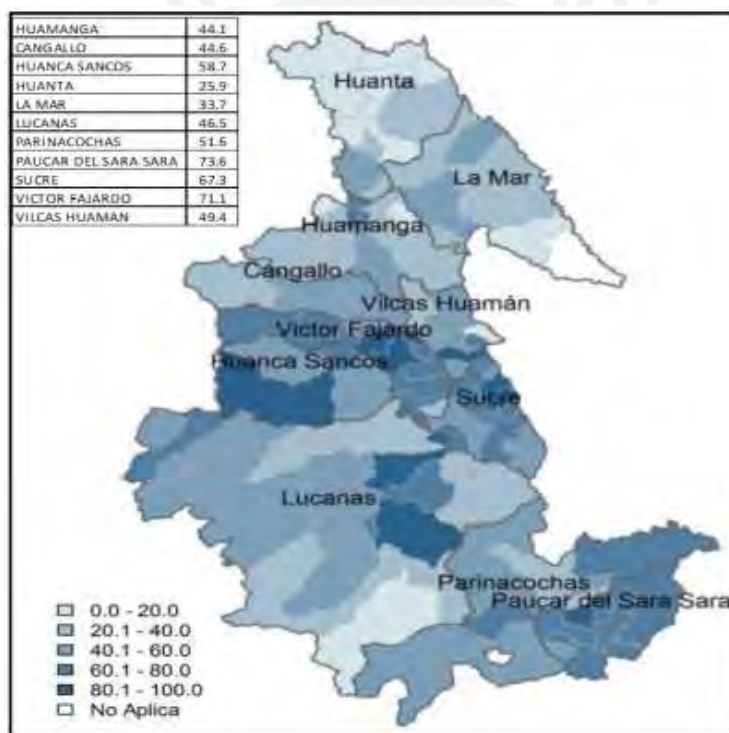 HUAMANGA 44.1
CANGALLO 44.6
HUANCA SANCOS 58.7
HUANTA 25.9
LA MAR 33.7
LUCANAS 46.5
PARINACOCHAS 51.6
PAUCAR DEL SARA SARA 73.6
SUCRE 67.3
VICTOR FAJARDO 71.1
VILCAS HUAMAN 49.4
Huanta
La Mar
Huamanga
Cangallo
Vilcas Huamán
Victor Fajardo
Huanca Sancos
Sucre
Lucanas
Parinacochas
Paucar del Sara Sara
0.0 - 20.0
20.1 - 40.0
40.1 - 60.0
60.1 - 80.0
80.1 - 100.0
No Aplica